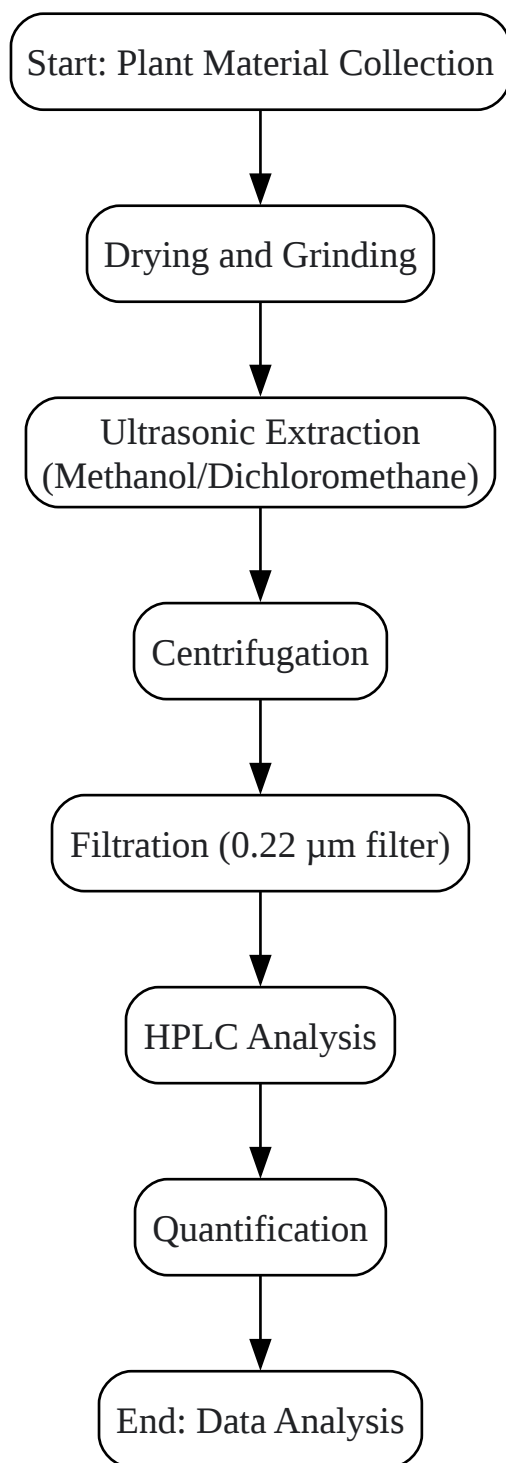 Start: Plant Material Collection
Drying and Grinding
Ultrasonic Extraction
(Methanol/Dichloromethane)
Centrifugation
Filtration (0.22 µm filter)
HPLC Analysis
Quantification
End: Data Analysis